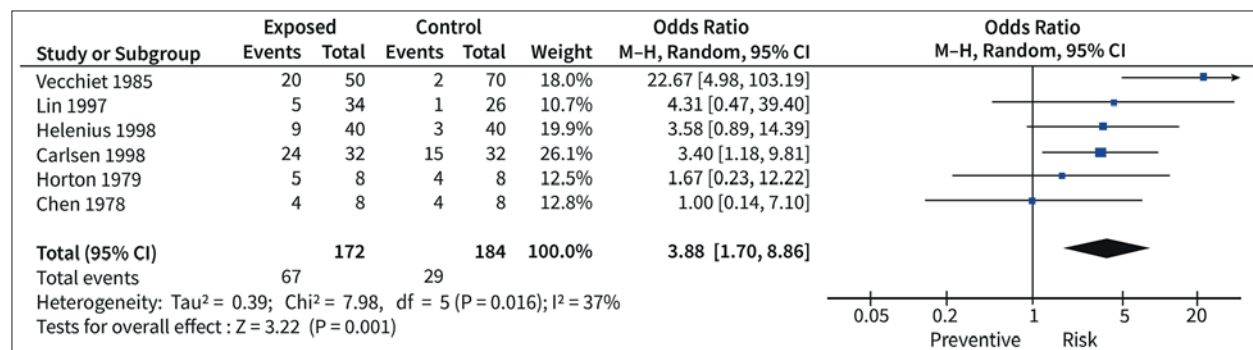 Exposed Control Odds Ratio Odds Ratio
Study or Subgroup Events Total Events Total Weight M–H, Random, 95% CI M–H, Random, 95% CI
Vecchiet 1985 20 50 2 70 18.0% 22.67 [4.98, 103.19]
Lin 1997 5 34 1 26 10.7% 4.31 [0.47, 39.40]
Helenius 1998 9 40 3 40 19.9% 3.58 [0.89, 14.39]
Carlsen 1998 24 32 15 32 26.1% 3.40 [1.18, 9.81]
Horton 1979 5 8 4 8 12.5% 1.67 [0.23, 12.22]
Chen 1978 4 8 4 8 12.8% 1.00 [0.14, 7.10]
Total (95% CI) 172 184 100.0% 3.88 [1.70, 8.86]
Total events 67 29
Heterogeneity: Tau² = 0.39; Chi² = 7.98, df = 5 (P = 0.016); I² = 37%
Tests for overall effect : Z = 3.22 (P = 0.001)
0.05 0.2 1 5 20
Preventive Risk